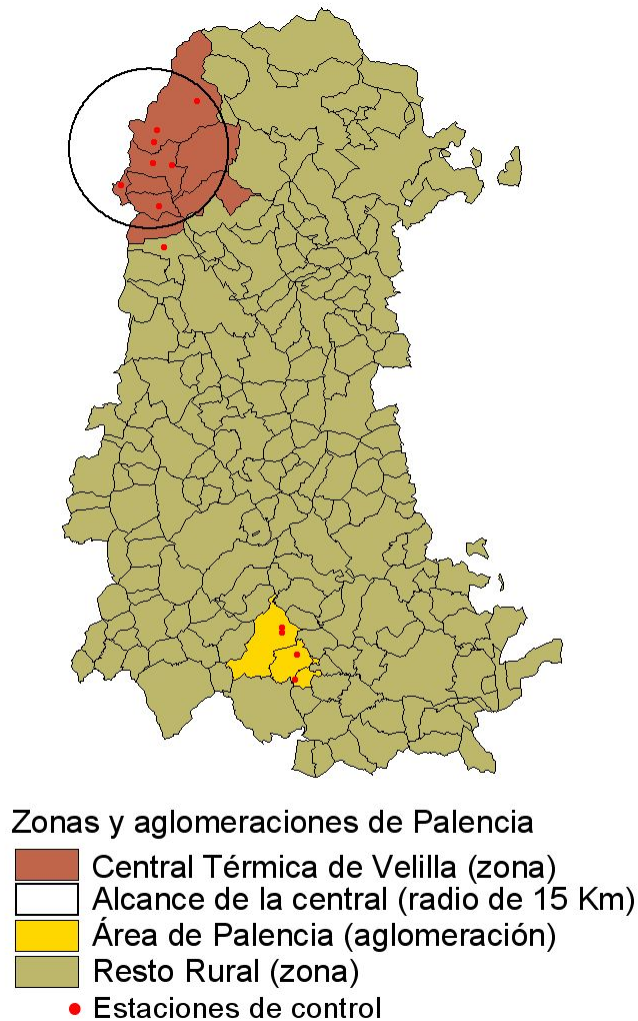 Zonas y aglomeraciones de Palencia
Central Térmica de Velilla (zona)
Alcance de la central (radio de 15 Km)
Área de Palencia (aglomeración)
Resto Rural (zona)
Estaciones de control